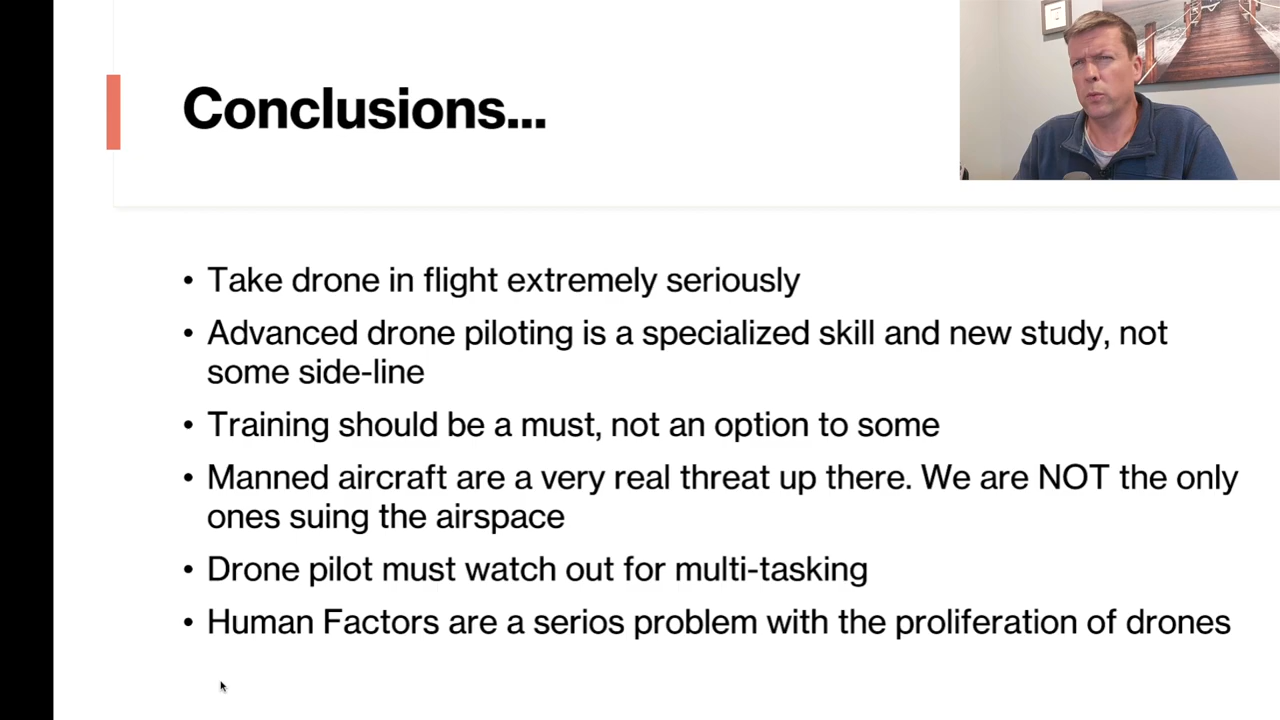 Conclusions...
• Take drone in flight extremely seriously
• Advanced drone piloting is a specialized skill and new study, not
some side-line
• Training should be a must, not an option to some
• Manned aircraft are a very real threat up there. We are NOT the only
ones suing the airspace
• Drone pilot must watch out for multi-tasking
• Human Factors are a serios problem with the proliferation of drones